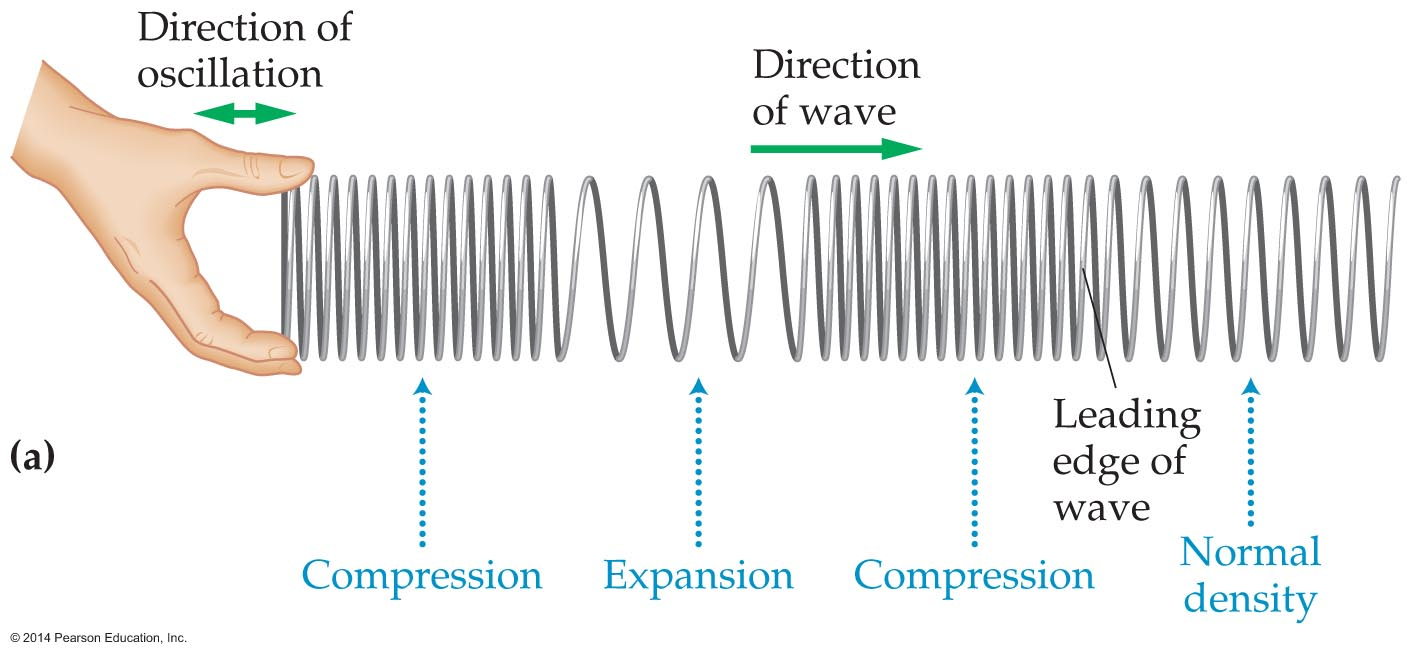 Direction of
oscillation
Direction
of wave
(a)
Leading
edge of
wave
Compression
Expansion
Compression
Normal
density
© 2014 Pearson Education, Inc.